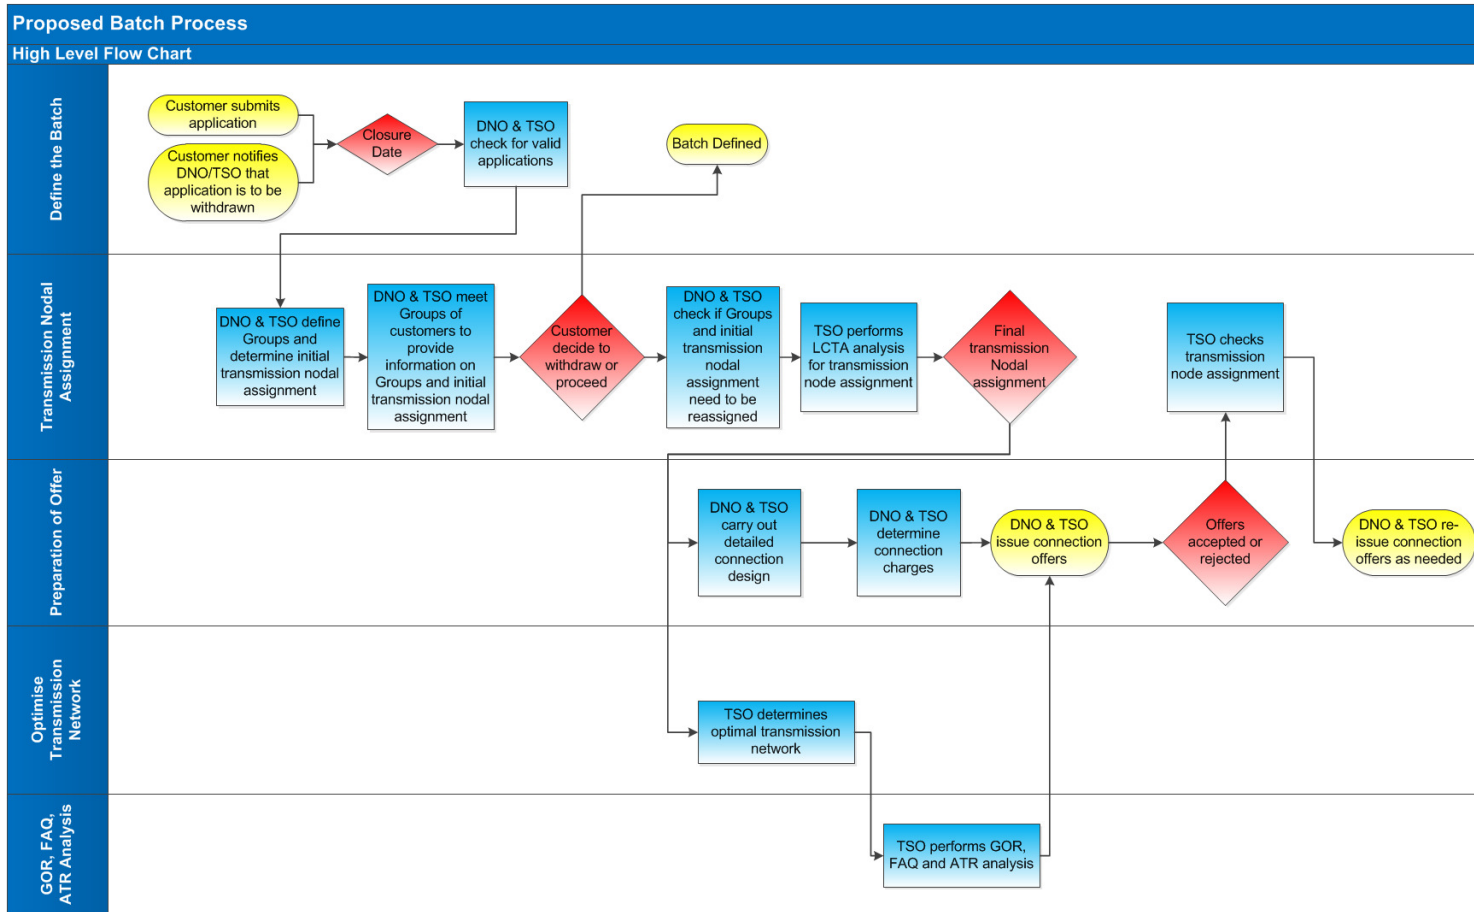 Proposed Batch Process
High Level Flow Chart
Define the Batch
Customer submits
application
Customer notifies
DNO/TSO that
application is to be
withdrawn
Closure
Date
DNO & TSO
check for valid
applications
Batch Defined
Transmission Nodal
Assignment
DNO & TSO define
Groups and
determine initial
transmission nodal
assignment
DNO & TSO meet
Groups of
customers to
provide
information on
Groups and initial
transmission nodal
assignment
Customer
decide to
withdraw or
proceed
DNO & TSO
check if Groups
and initial
transmission
nodal
assignment
need to be
reassigned
TSO performs
LCTA analysis
for transmission
node assignment
Final
transmission
Nodal
assignment
TSO checks
transmission
node assignment
Preparation of Offer
DNO & TSO
carry out
detailed
connection
design
DNO & TSO
determine
connection
charges
DNO & TSO
issue connection
offers
Offers
accepted or
rejected
DNO & TSO re-
issue connection
offers as needed
Optimise
Transmission
Network
TSO determines
optimal transmission
network
GOR, FAQ,
ATR Analysis
TSO performs GOR,
FAQ and ATR analysis